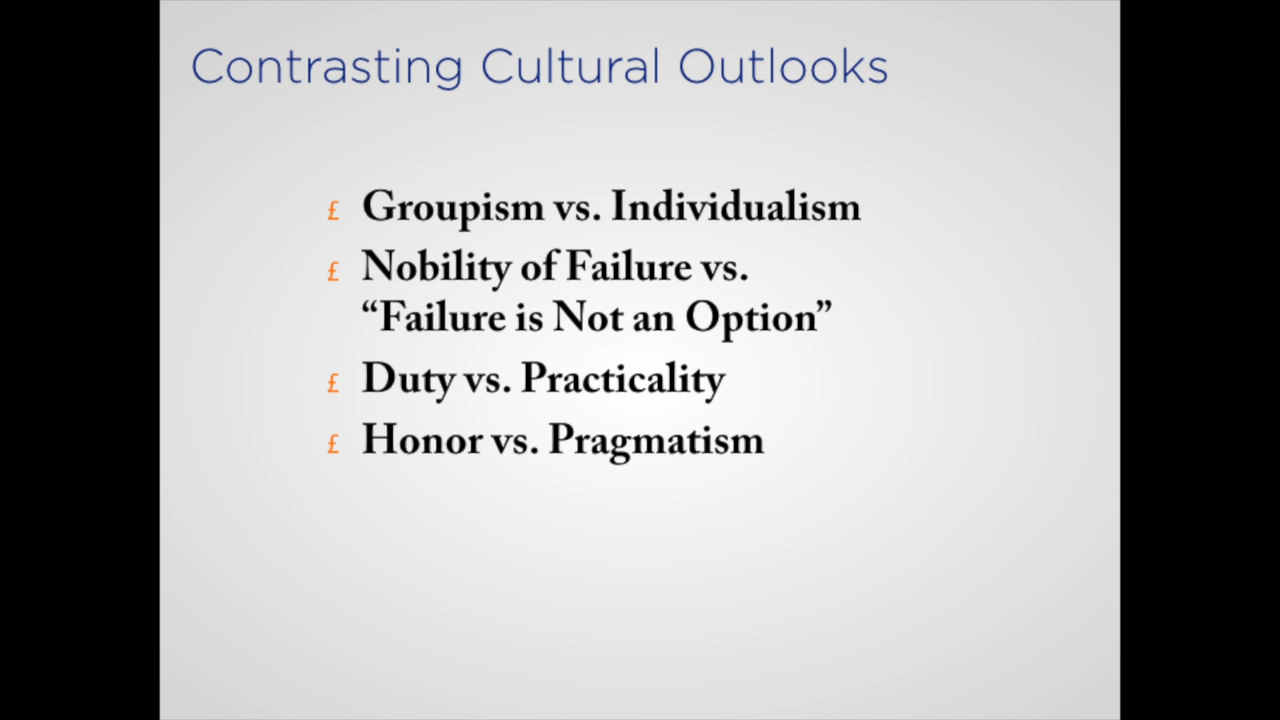 Contrasting Cultural Outlooks
£ Groupism vs. Individualism
£ Nobility of Failure vs.
“Failure is Not an Option”
£ Duty vs. Practicality
£ Honor vs. Pragmatism